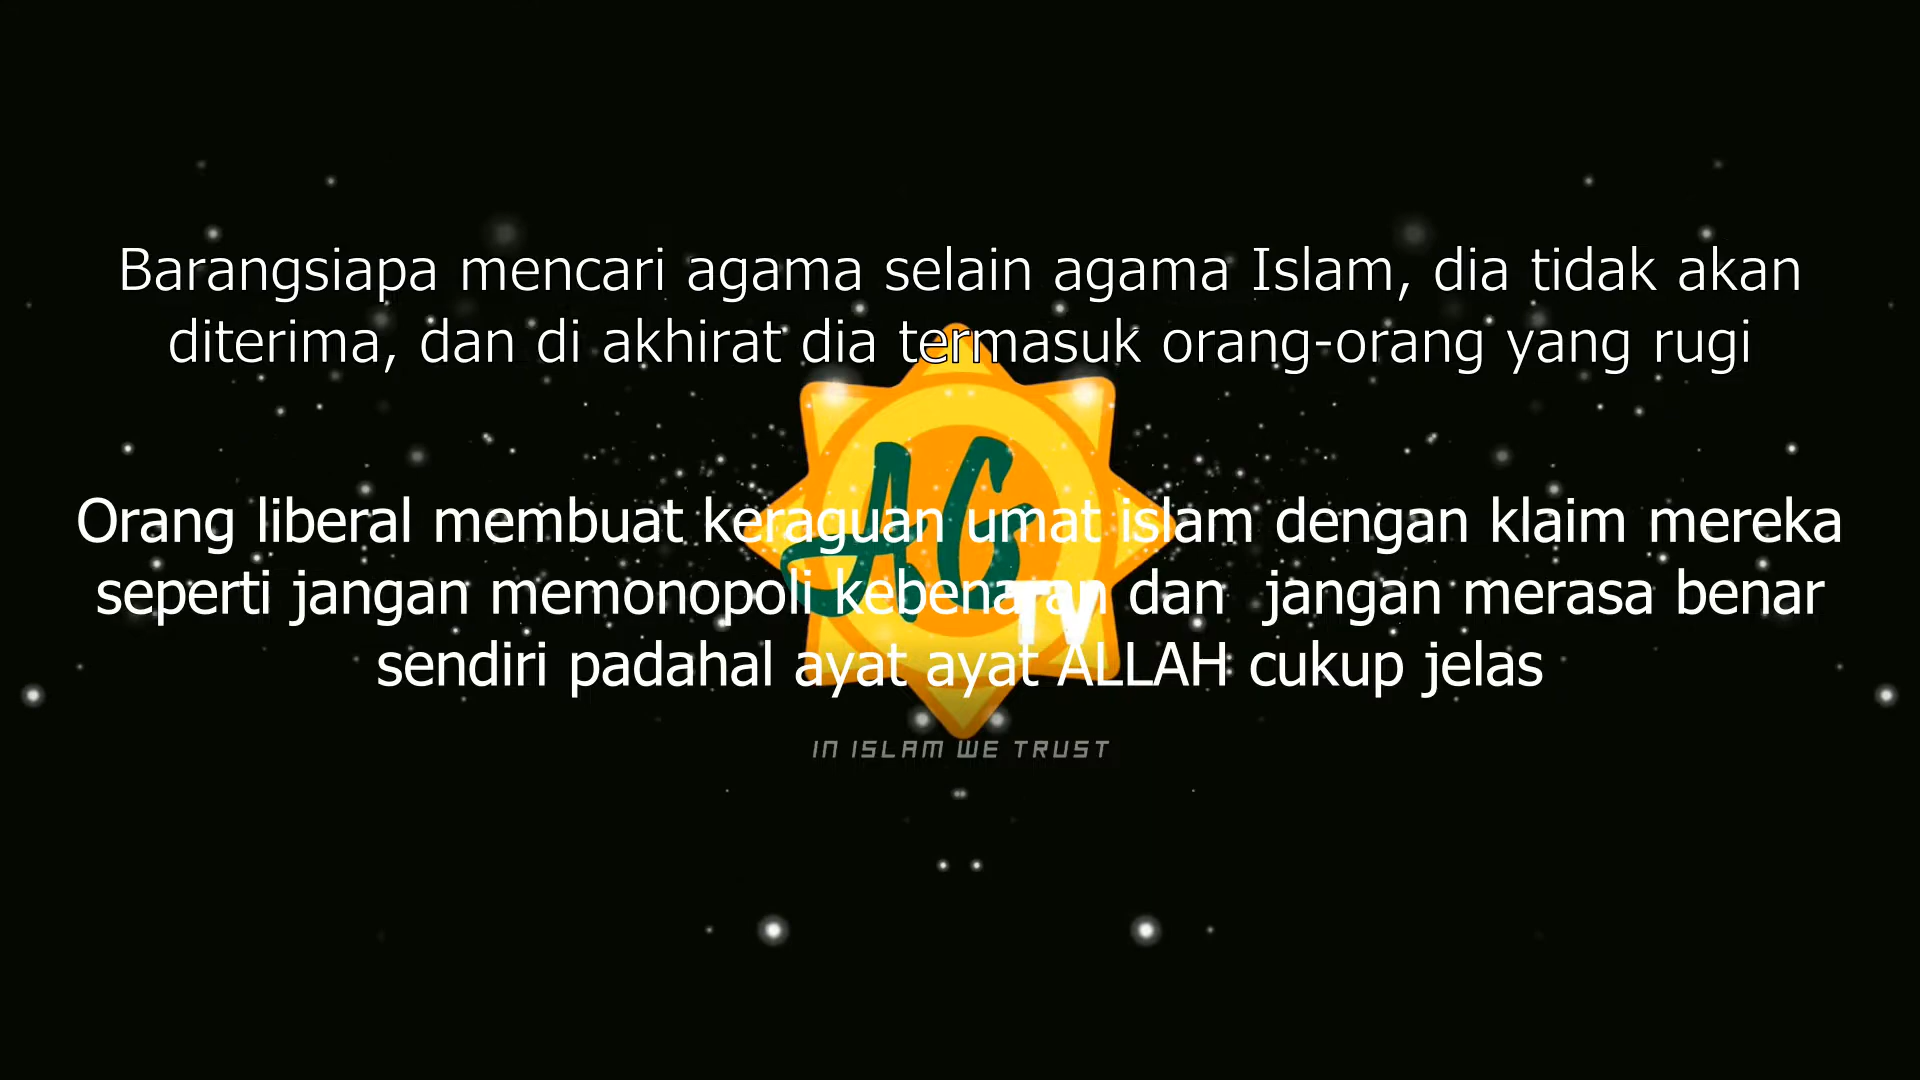 Barangsiapa mencari agama selain agama Islam, dia tidak akan
diterima, dan di akhirat dia termasuk orang-orang yang rugi
Orang liberal membuat keraguan umat islam dengan klaim mereka
seperti jangan memonopoli kebenaran dan  jangan merasa benar
sendiri padahal ayat ayat ALLAH cukup jelas
AG
TV
IN ISLAM WE TRUST